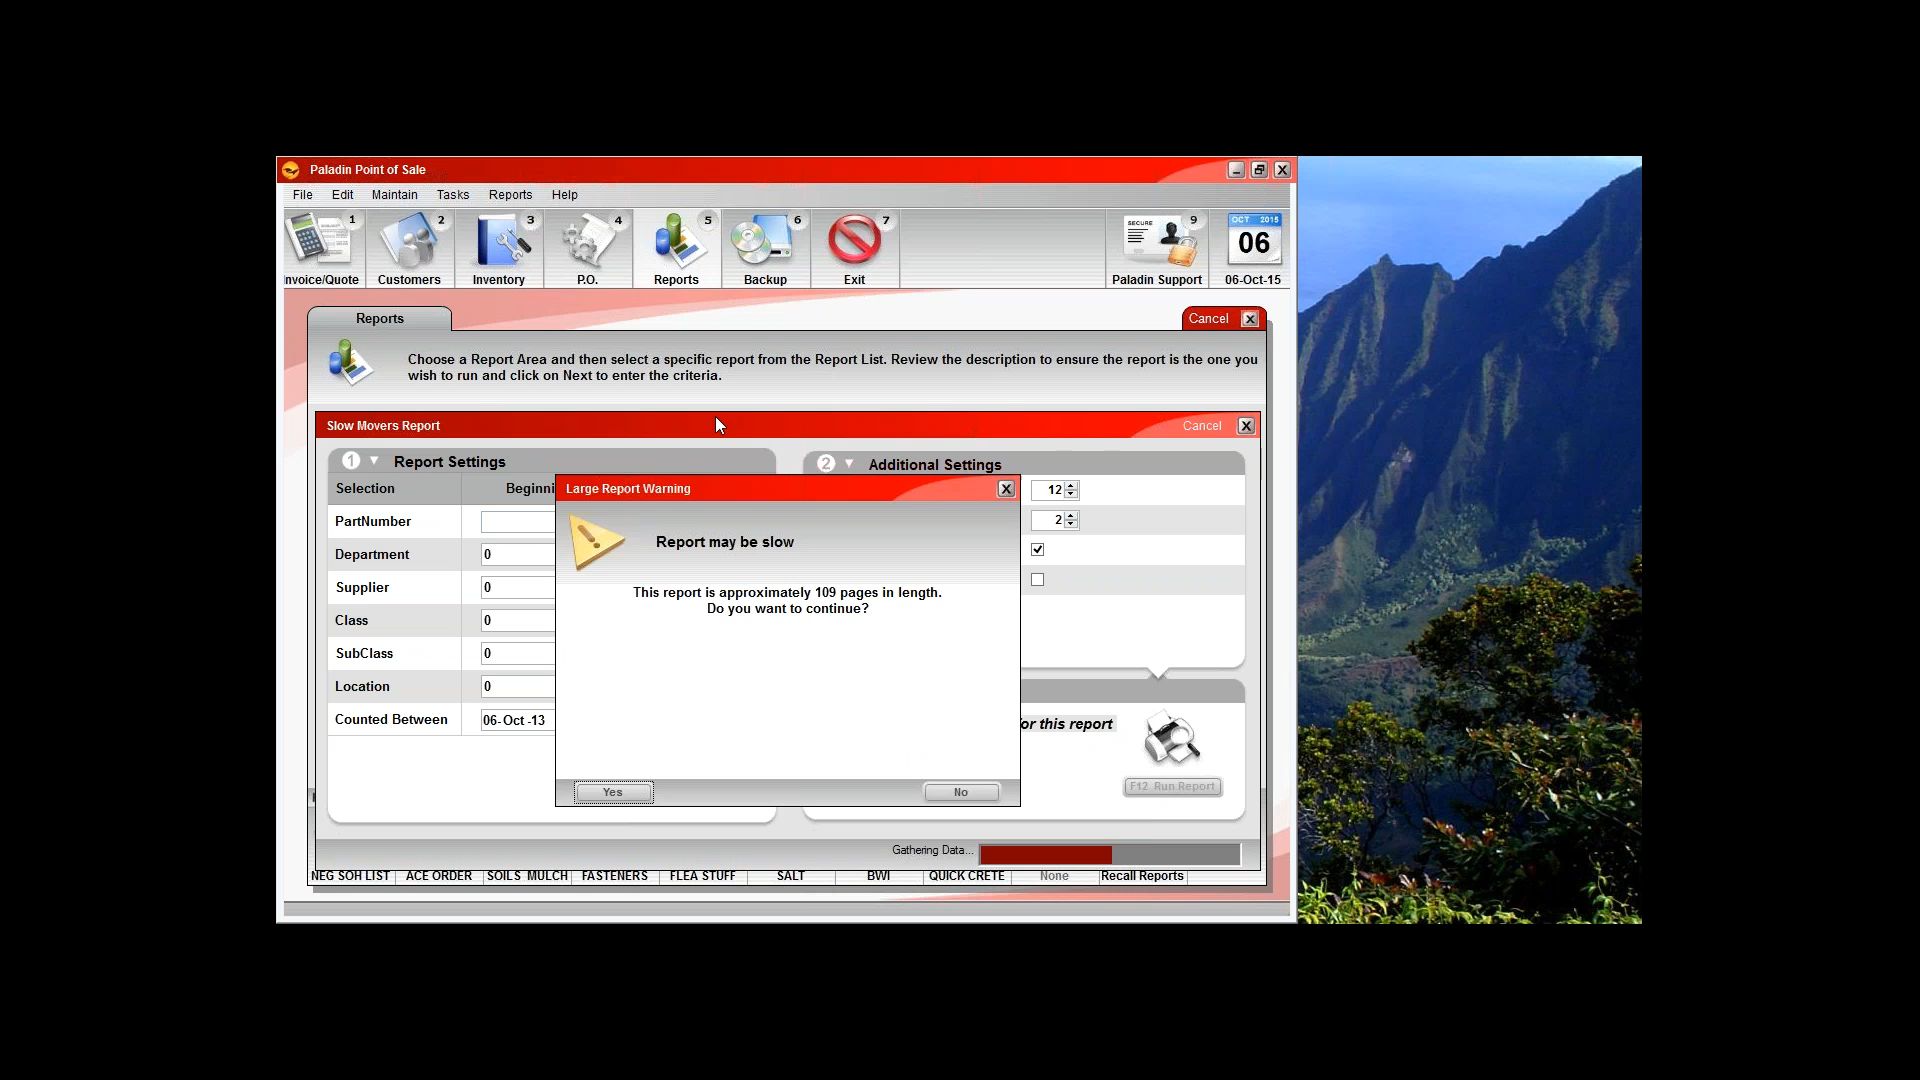 Paladin Point of Sale
File Edit Maintain Tasks Reports Help
1 2 3 4 5 6 7 9
SECURE
OCT 2015
06
nvoice/Quote Customers Inventory P.O. Reports Backup Exit Paladin Support 06-Oct-15
Reports Cancel
Choose a Report Area and then select a specific report from the Report List. Review the description to ensure the report is the one you
wish to run and click on Next to enter the criteria.
Slow Movers Report Cancel
1 Report Settings
2 Additional Settings
Selection Beginni
PartNumber
Department 0
Supplier 0
Class 0
SubClass 0
Location 0
Counted Between 06-Oct-13
12
2
Large Report Warning
Report may be slow
This report is approximately 109 pages in length.
Do you want to continue?
Yes No
or this report
F12 Run Report
Gathering Data...
NEG SOH LIST ACE ORDER SOILS MULCH FASTENERS FLEA STUFF SALT BWI QUICK CRETE None Recall Reports